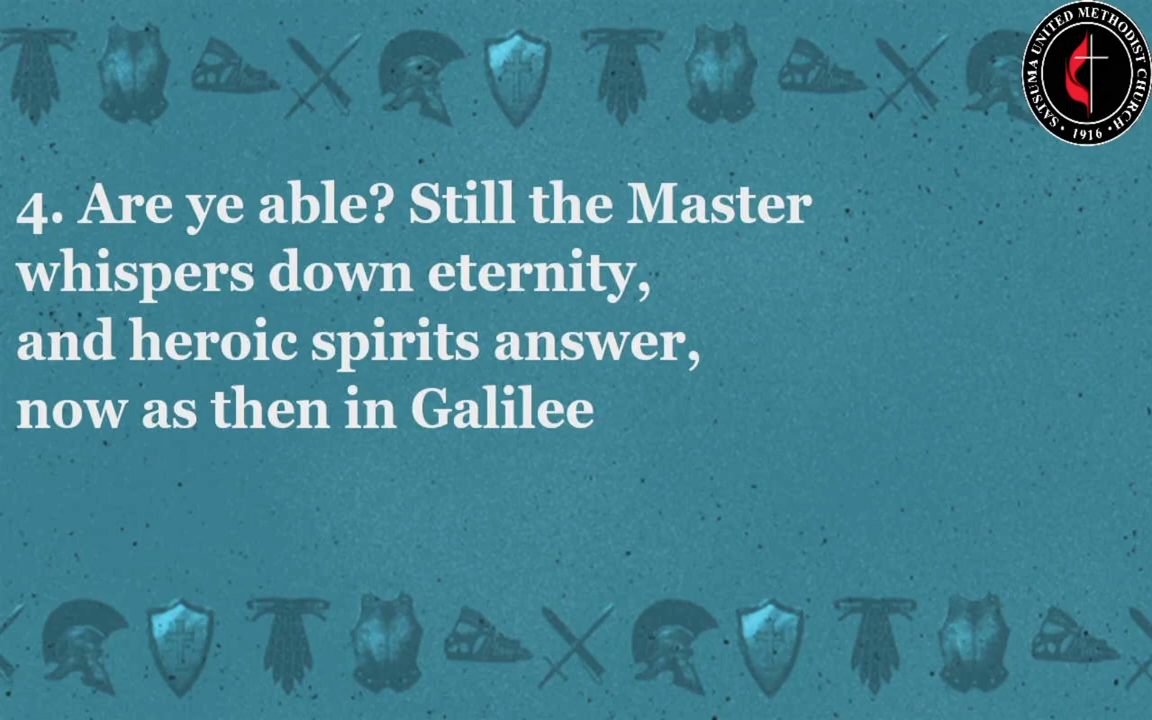 SATSUMA UNITED METHODIST CHURCH
• 1916 •
4. Are ye able? Still the Master
whispers down eternity,
and heroic spirits answer,
now as then in Galilee